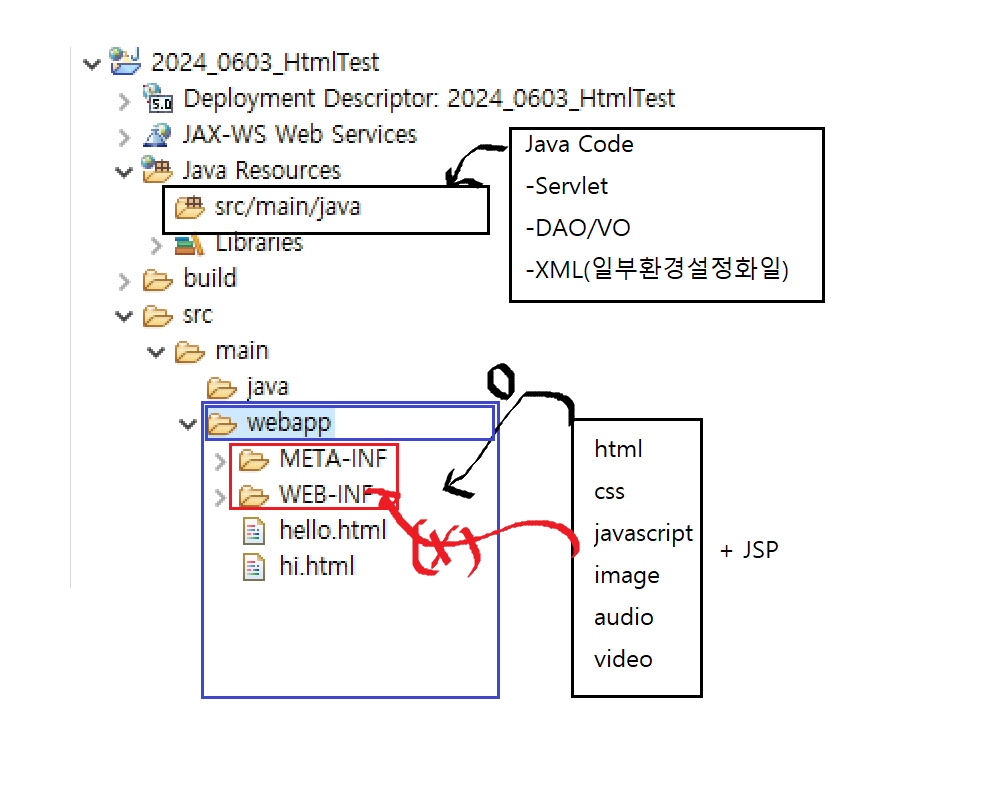 2024_0603_HtmlTest
Deployment Descriptor: 2024_0603_HtmlTest
5.0
JAX-WS Web Services
Java Resources
src/main/java
Libraries
build
src
main
java
webapp
META-INF
WEB-INF
hello.html
hi.html
Java Code
-Servlet
-DAO/VO
-XML(일부환경설정화일)
O
(X)
html
css
javascript
image
audio
video
+ JSP